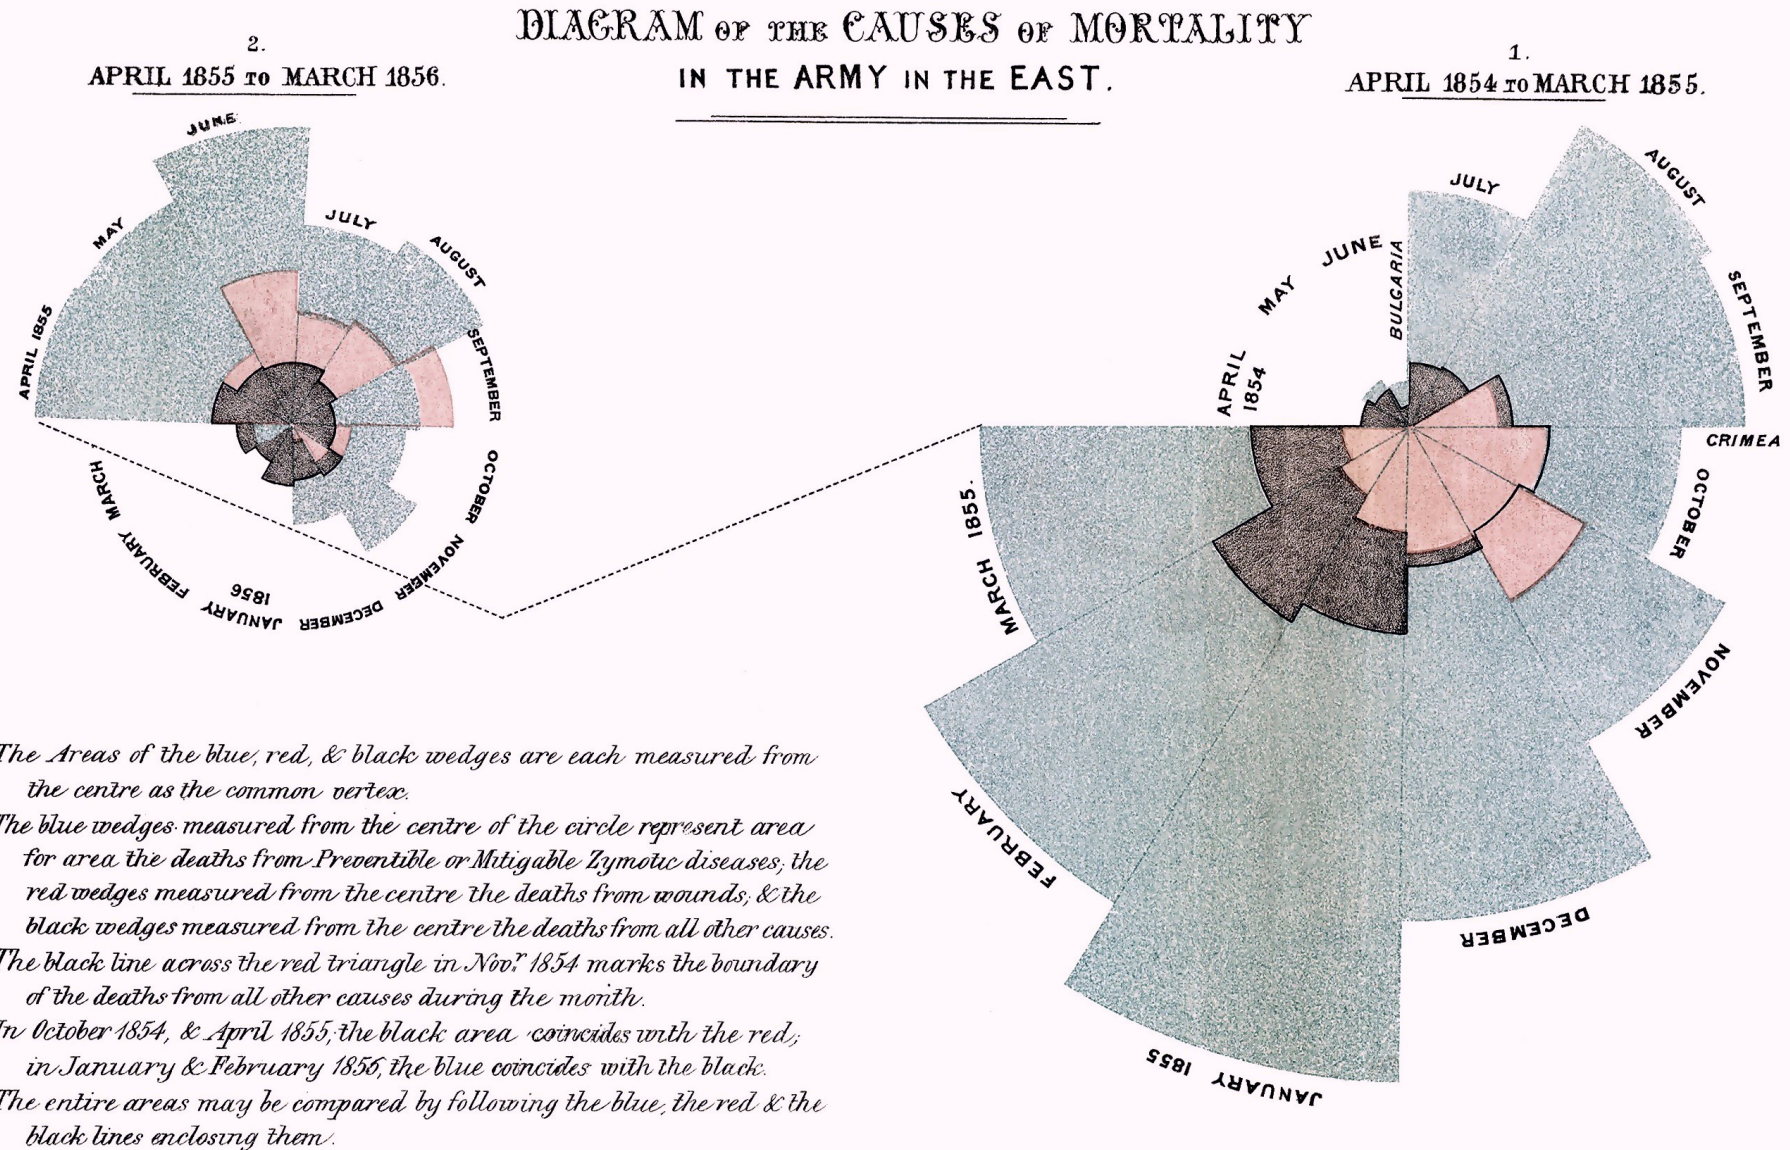 DIAGRAM OF THE CAUSES OF MORTALITY
IN THE ARMY IN THE EAST.
2.
APRIL 1855 TO MARCH 1856.
1.
APRIL 1854 TO MARCH 1855.
APRIL 1855
MAY
JUNE
JULY
AUGUST
SEPTEMBER
OCTOBER
NOVEMBER
DECEMBER
JANUARY
1856
FEBRUARY
MARCH
APRIL
1854
MAY
JUNE
BULGARIA
JULY
AUGUST
SEPTEMBER
CRIMEA
OCTOBER
NOVEMBER
DECEMBER
JANUARY 1855
FEBRUARY
MARCH 1855.
The Areas of the blue, red, & black wedges are each measured from
the centre as the common vertex.
The blue wedges measured from the centre of the circle represent area
for area the deaths from Preventible or Mitigable Zymotic diseases; the
red wedges measured from the centre the deaths from wounds; & the
black wedges measured from the centre the deaths from all other causes.
The black line across the red triangle in Novr. 1854 marks the boundary
of the deaths from all other causes during the month.
In October 1854, & April 1855; the black area coincides with the red;
in January & February 1856, the blue coincides with the black.
The entire areas may be compared by following the blue, the red & the
black lines enclosing them.